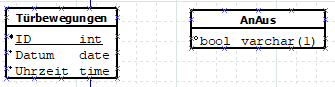 Türbewegungen
ID int
Datum date
Uhrzeit time
AnAus
bool varchar(1)